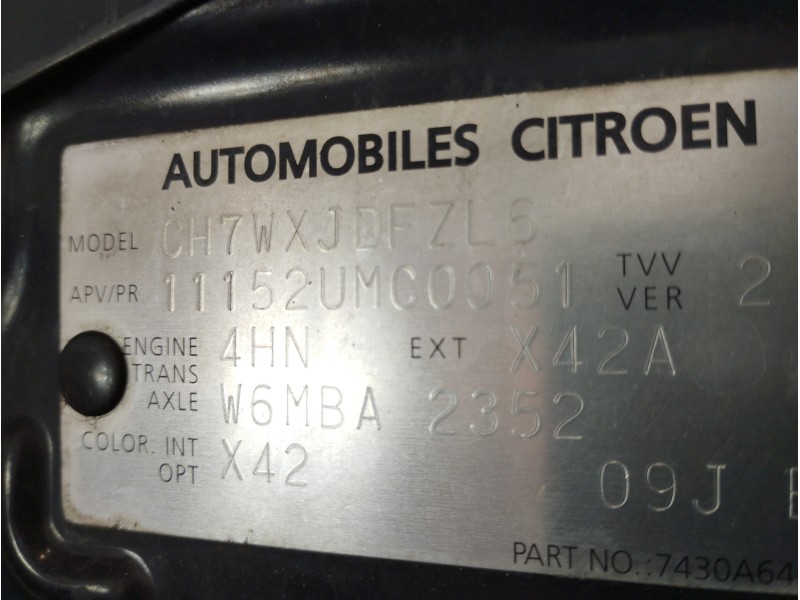 AUTOMOBILES CITROEN
MODEL CH7WXJDFZL6
APV/PR 11152UMC0051 TVV VER 2
ENGINE 4HN EXT X42A
TRANS AXLE W6MBA 2352
COLOR. INT OPT X42
09J
PART NO.:7430A64